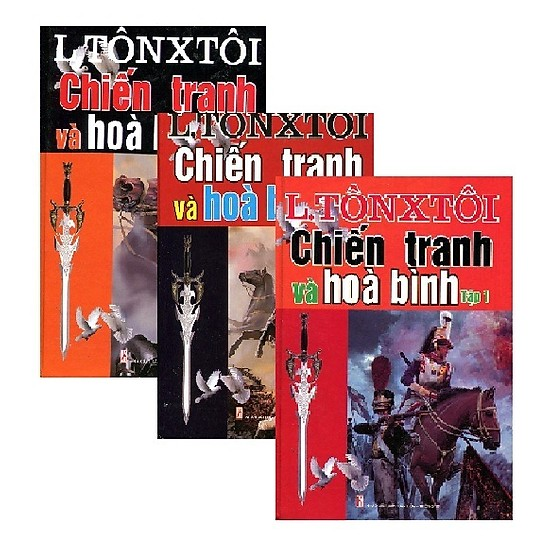 L.TÔNXTÔI
Chiến tranh
và hoà
L.TÔNXTÔI
Chiến tranh
và hoà b
L.TÔNXTÔI
Chiến tranh
và hoà bình Tập 1